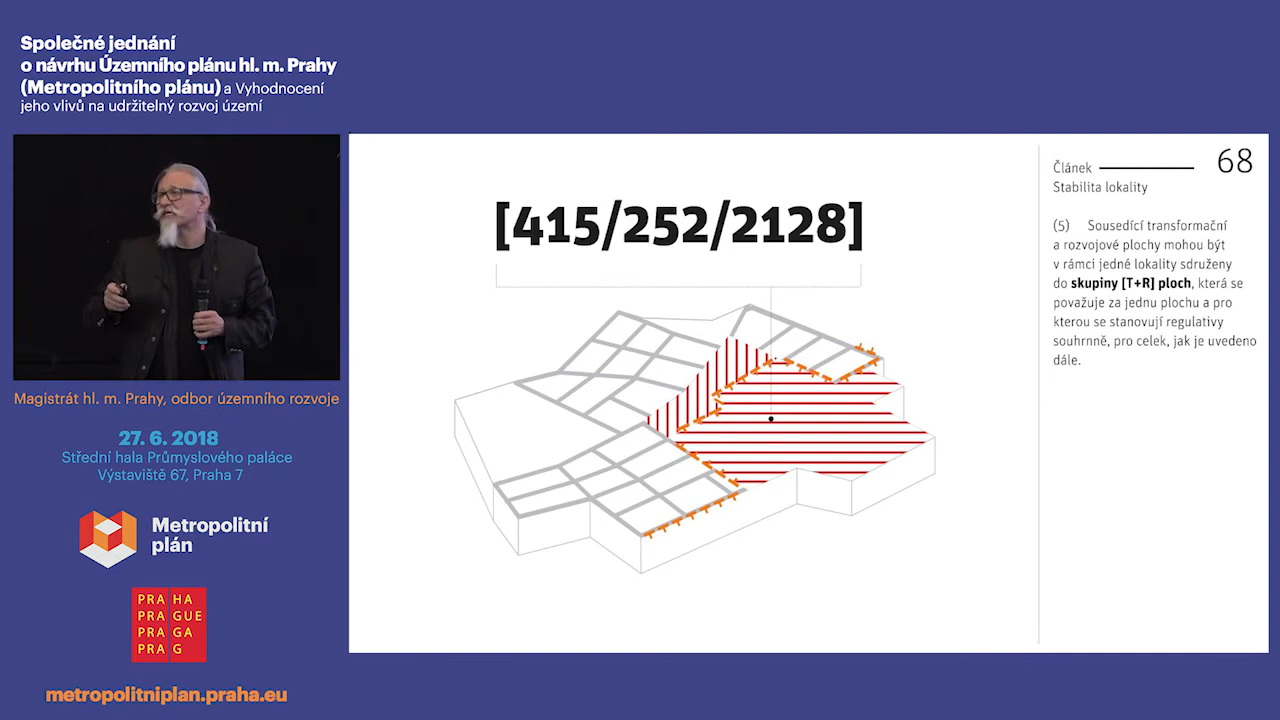 Společné jednání
o návrhu Územního plánu hl. m. Prahy
(Metropolitního plánu) a Vyhodnocení
jeho vlivů na udržitelný rozvoj území
Magistrát hl. m. Prahy, odbor územního rozvoje
27. 6. 2018
Střední hala Průmyslového paláce
Výstaviště 67, Praha 7
Metropolitní
plán
PRA HA
PRA GUE
PRA GA
PRA G
metropolitniplan.praha.eu
[415/252/2128]
Článek 68
Stabilita lokality
(5) Sousedící transformační
a rozvojové plochy mohou být
v rámci jedné lokality sdruženy
do skupiny [T+R] ploch, která se
považuje za jednu plochu a pro
kterou se stanovují regulativy
souhrnně, pro celek, jak je uvedeno
dále.